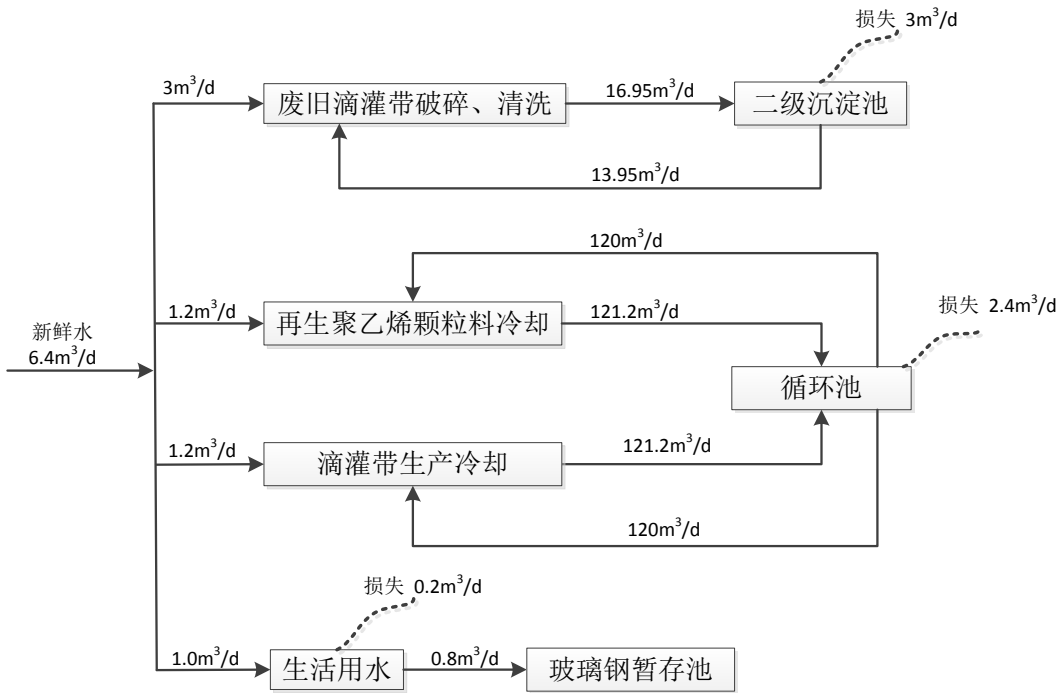 损失 3m³/d
3m³/d
废旧滴灌带破碎、清洗
16.95m³/d
二级沉淀池
13.95m³/d
120m³/d
1.2m³/d
再生聚乙烯颗粒料冷却
121.2m³/d
损失 2.4m³/d
新鲜水
6.4m³/d
循环池
1.2m³/d
滴灌带生产冷却
121.2m³/d
120m³/d
损失 0.2m³/d
1.0m³/d
生活用水
0.8m³/d
玻璃钢暂存池